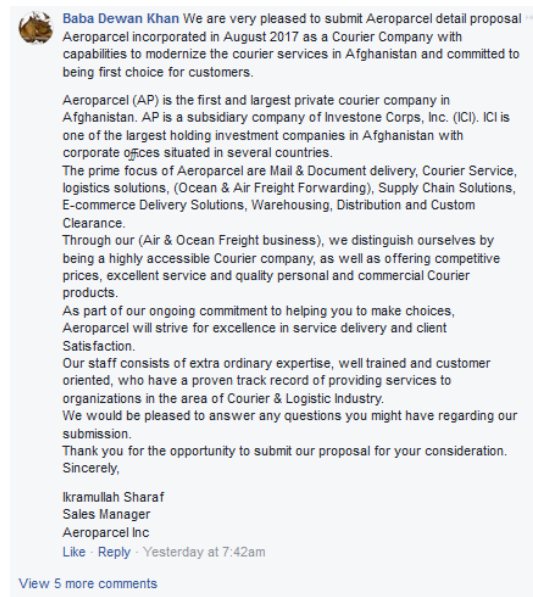 Baba Dewan Khan We are very pleased to submit Aeroparcel detail proposal
Aeroparcel incorporated in August 2017 as a Courier Company with
capabilities to modernize the courier services in Afghanistan and committed to
being first choice for customers.
Aeroparcel (AP) is the first and largest private courier company in
Afghanistan. AP is a subsidiary company of Investone Corps, Inc. (ICI). ICI is
one of the largest holding investment companies in Afghanistan with
corporate offices situated in several countries.
The prime focus of Aeroparcel are Mail & Document delivery, Courier Service,
logistics solutions, (Ocean & Air Freight Forwarding), Supply Chain Solutions,
E-commerce Delivery Solutions, Warehousing, Distribution and Custom
Clearance.
Through our (Air & Ocean Freight business), we distinguish ourselves by
being a highly accessible Courier company, as well as offering competitive
prices, excellent service and quality personal and commercial Courier
products.
As part of our ongoing commitment to helping you to make choices,
Aeroparcel will strive for excellence in service delivery and client
Satisfaction.
Our staff consists of extra ordinary expertise, well trained and customer
oriented, who have a proven track record of providing services to
organizations in the area of Courier & Logistic Industry.
We would be pleased to answer any questions you might have regarding our
submission.
Thank you for the opportunity to submit our proposal for your consideration.
Sincerely,
Ikramullah Sharaf
Sales Manager
Aeroparcel Inc
Like · Reply · Yesterday at 7:42am
View 5 more comments